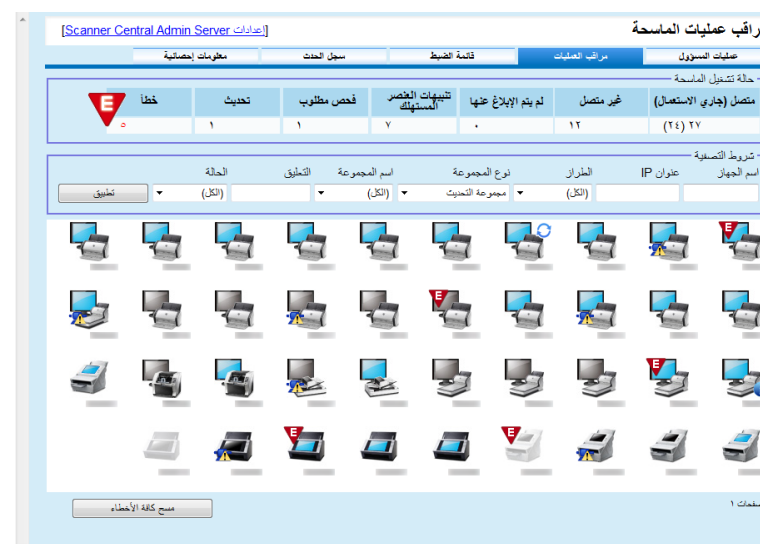 راقب عمليات الماسحة
[إعدادات Scanner Central Admin Server]
عمليات المسؤول مراقب العمليات قائمة الضبط سجل الحدث معلومات إحصائية
حالة تشغيل الماسحة
متصل (جاري الاستعمال) غير متصل لم يتم الإبلاغ عنها تنبيهات العنصر المستهلك فحص مطلوب تحديث خطأ
٢٧ (٢٤) ١٢ ٠ ٧ ١ ١ ٥
شروط التصفية
اسم الجهاز عنوان IP الطراز نوع المجموعة اسم المجموعة التعليق الحالة
(الكل) مجموعة التحديث (الكل) (الكل) تطبيق
E
E
E
E
E E
صفحات ١
مسح كافة الأخطاء